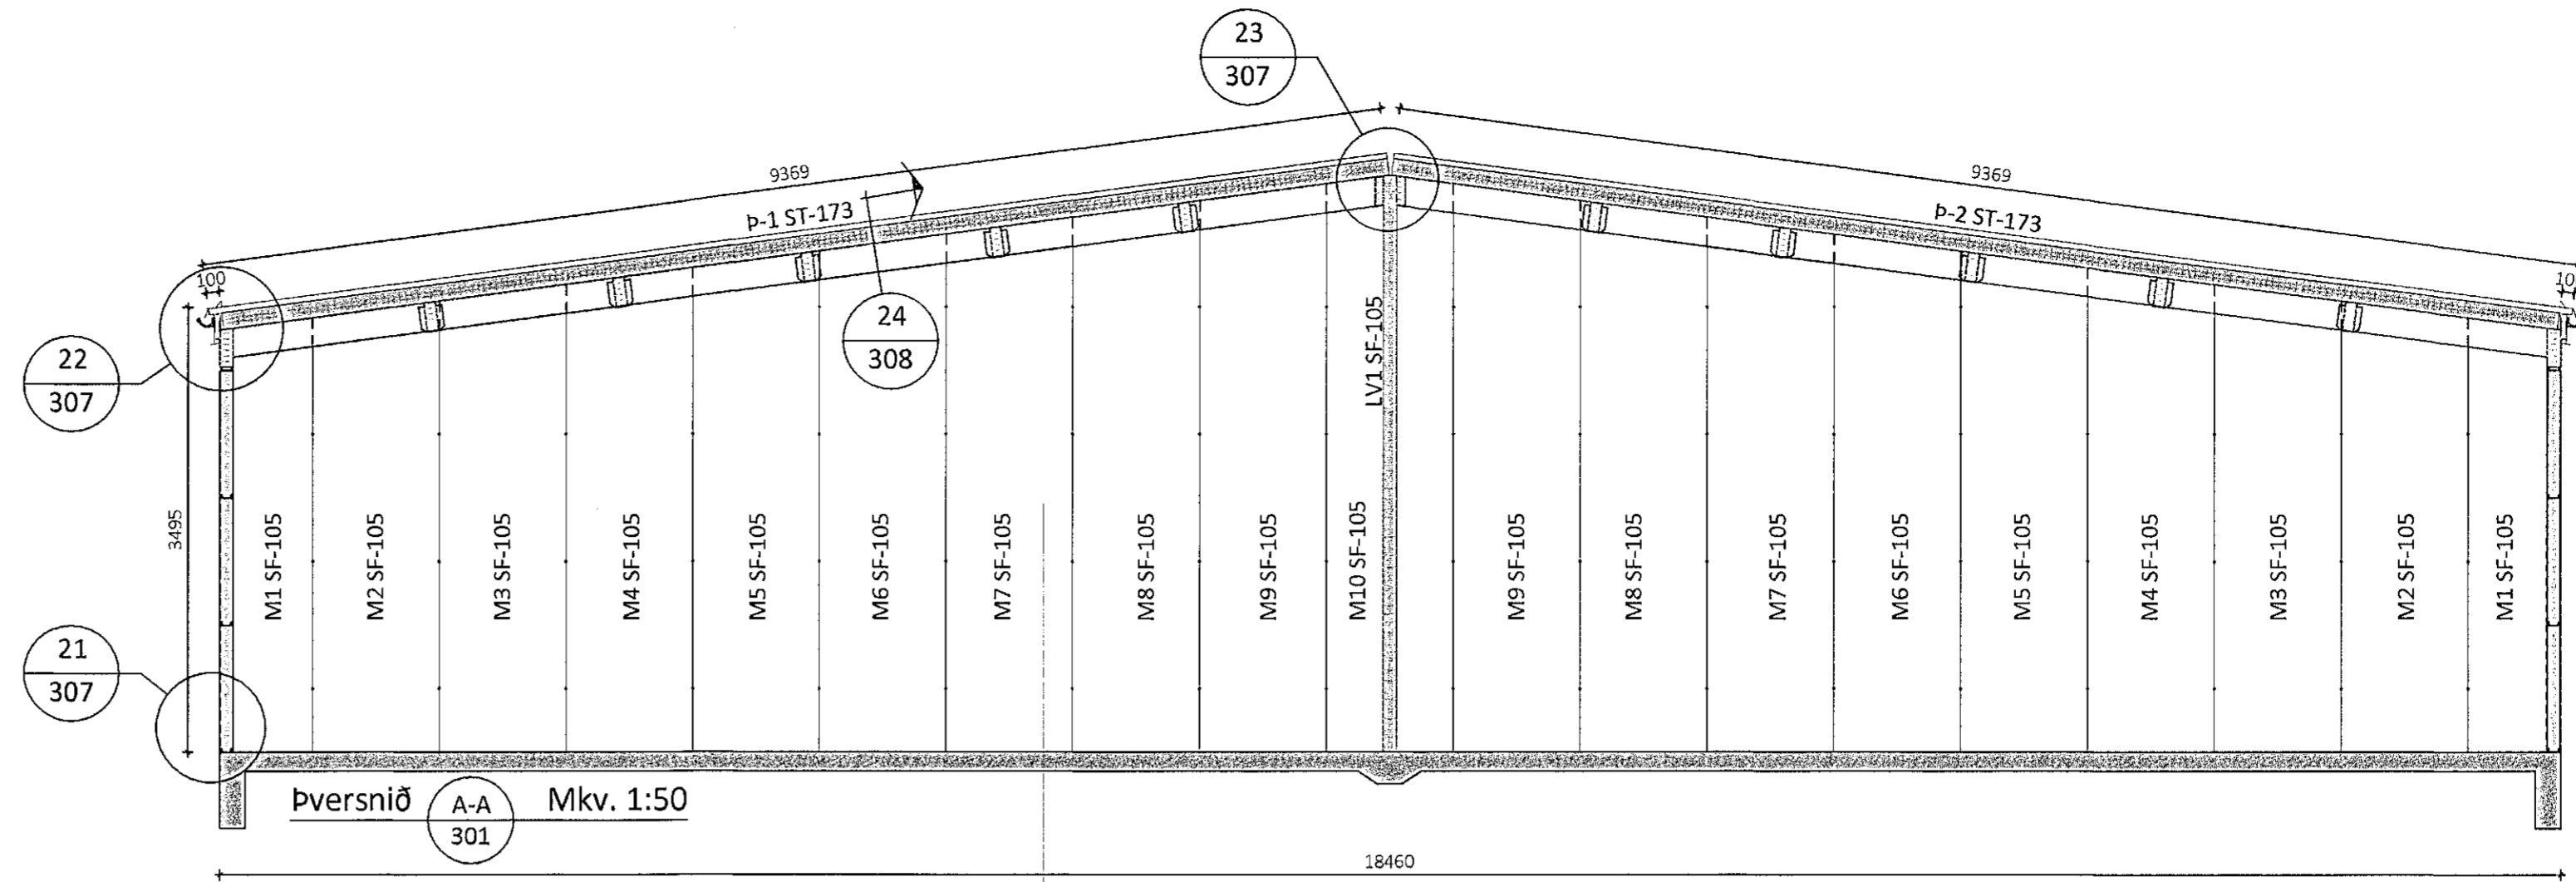 23
307
9369
9369
Þ-1 ST-173
Þ-2 ST-173
100
10
24
308
LV1 SF-105
22
307
3495
M1 SF-105
M2 SF-105
M3 SF-105
M4 SF-105
M5 SF-105
M6 SF-105
M7 SF-105
M8 SF-105
M9 SF-105
M10 SF-105
M9 SF-105
M8 SF-105
M7 SF-105
M6 SF-105
M5 SF-105
M4 SF-105
M3 SF-105
M2 SF-105
M1 SF-105
21
307
Þversnið A-A Mkv. 1:50
301
18460